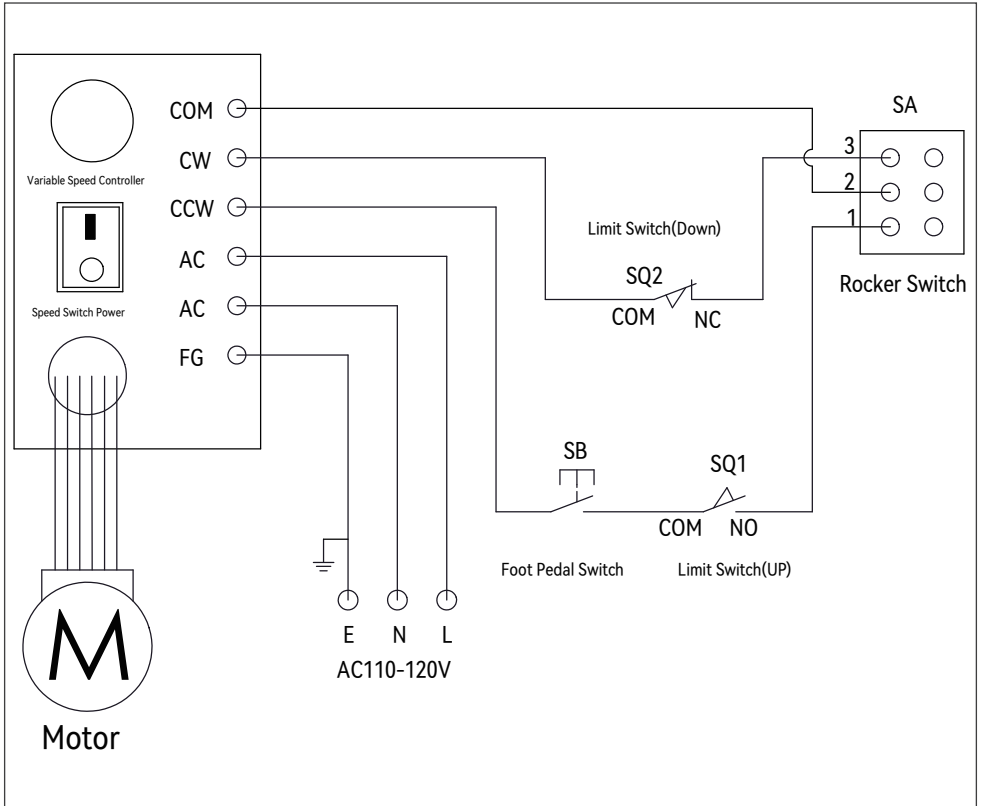 COM
CW
CCW
AC
AC
FG
Variable Speed Controller
Speed Switch Power
SA
3
2
1
Rocker Switch
Limit Switch(Down)
SQ2
COM
NC
SB
SQ1
COM
NO
Foot Pedal Switch
Limit Switch(UP)
E
N
L
AC110-120V
M
Motor